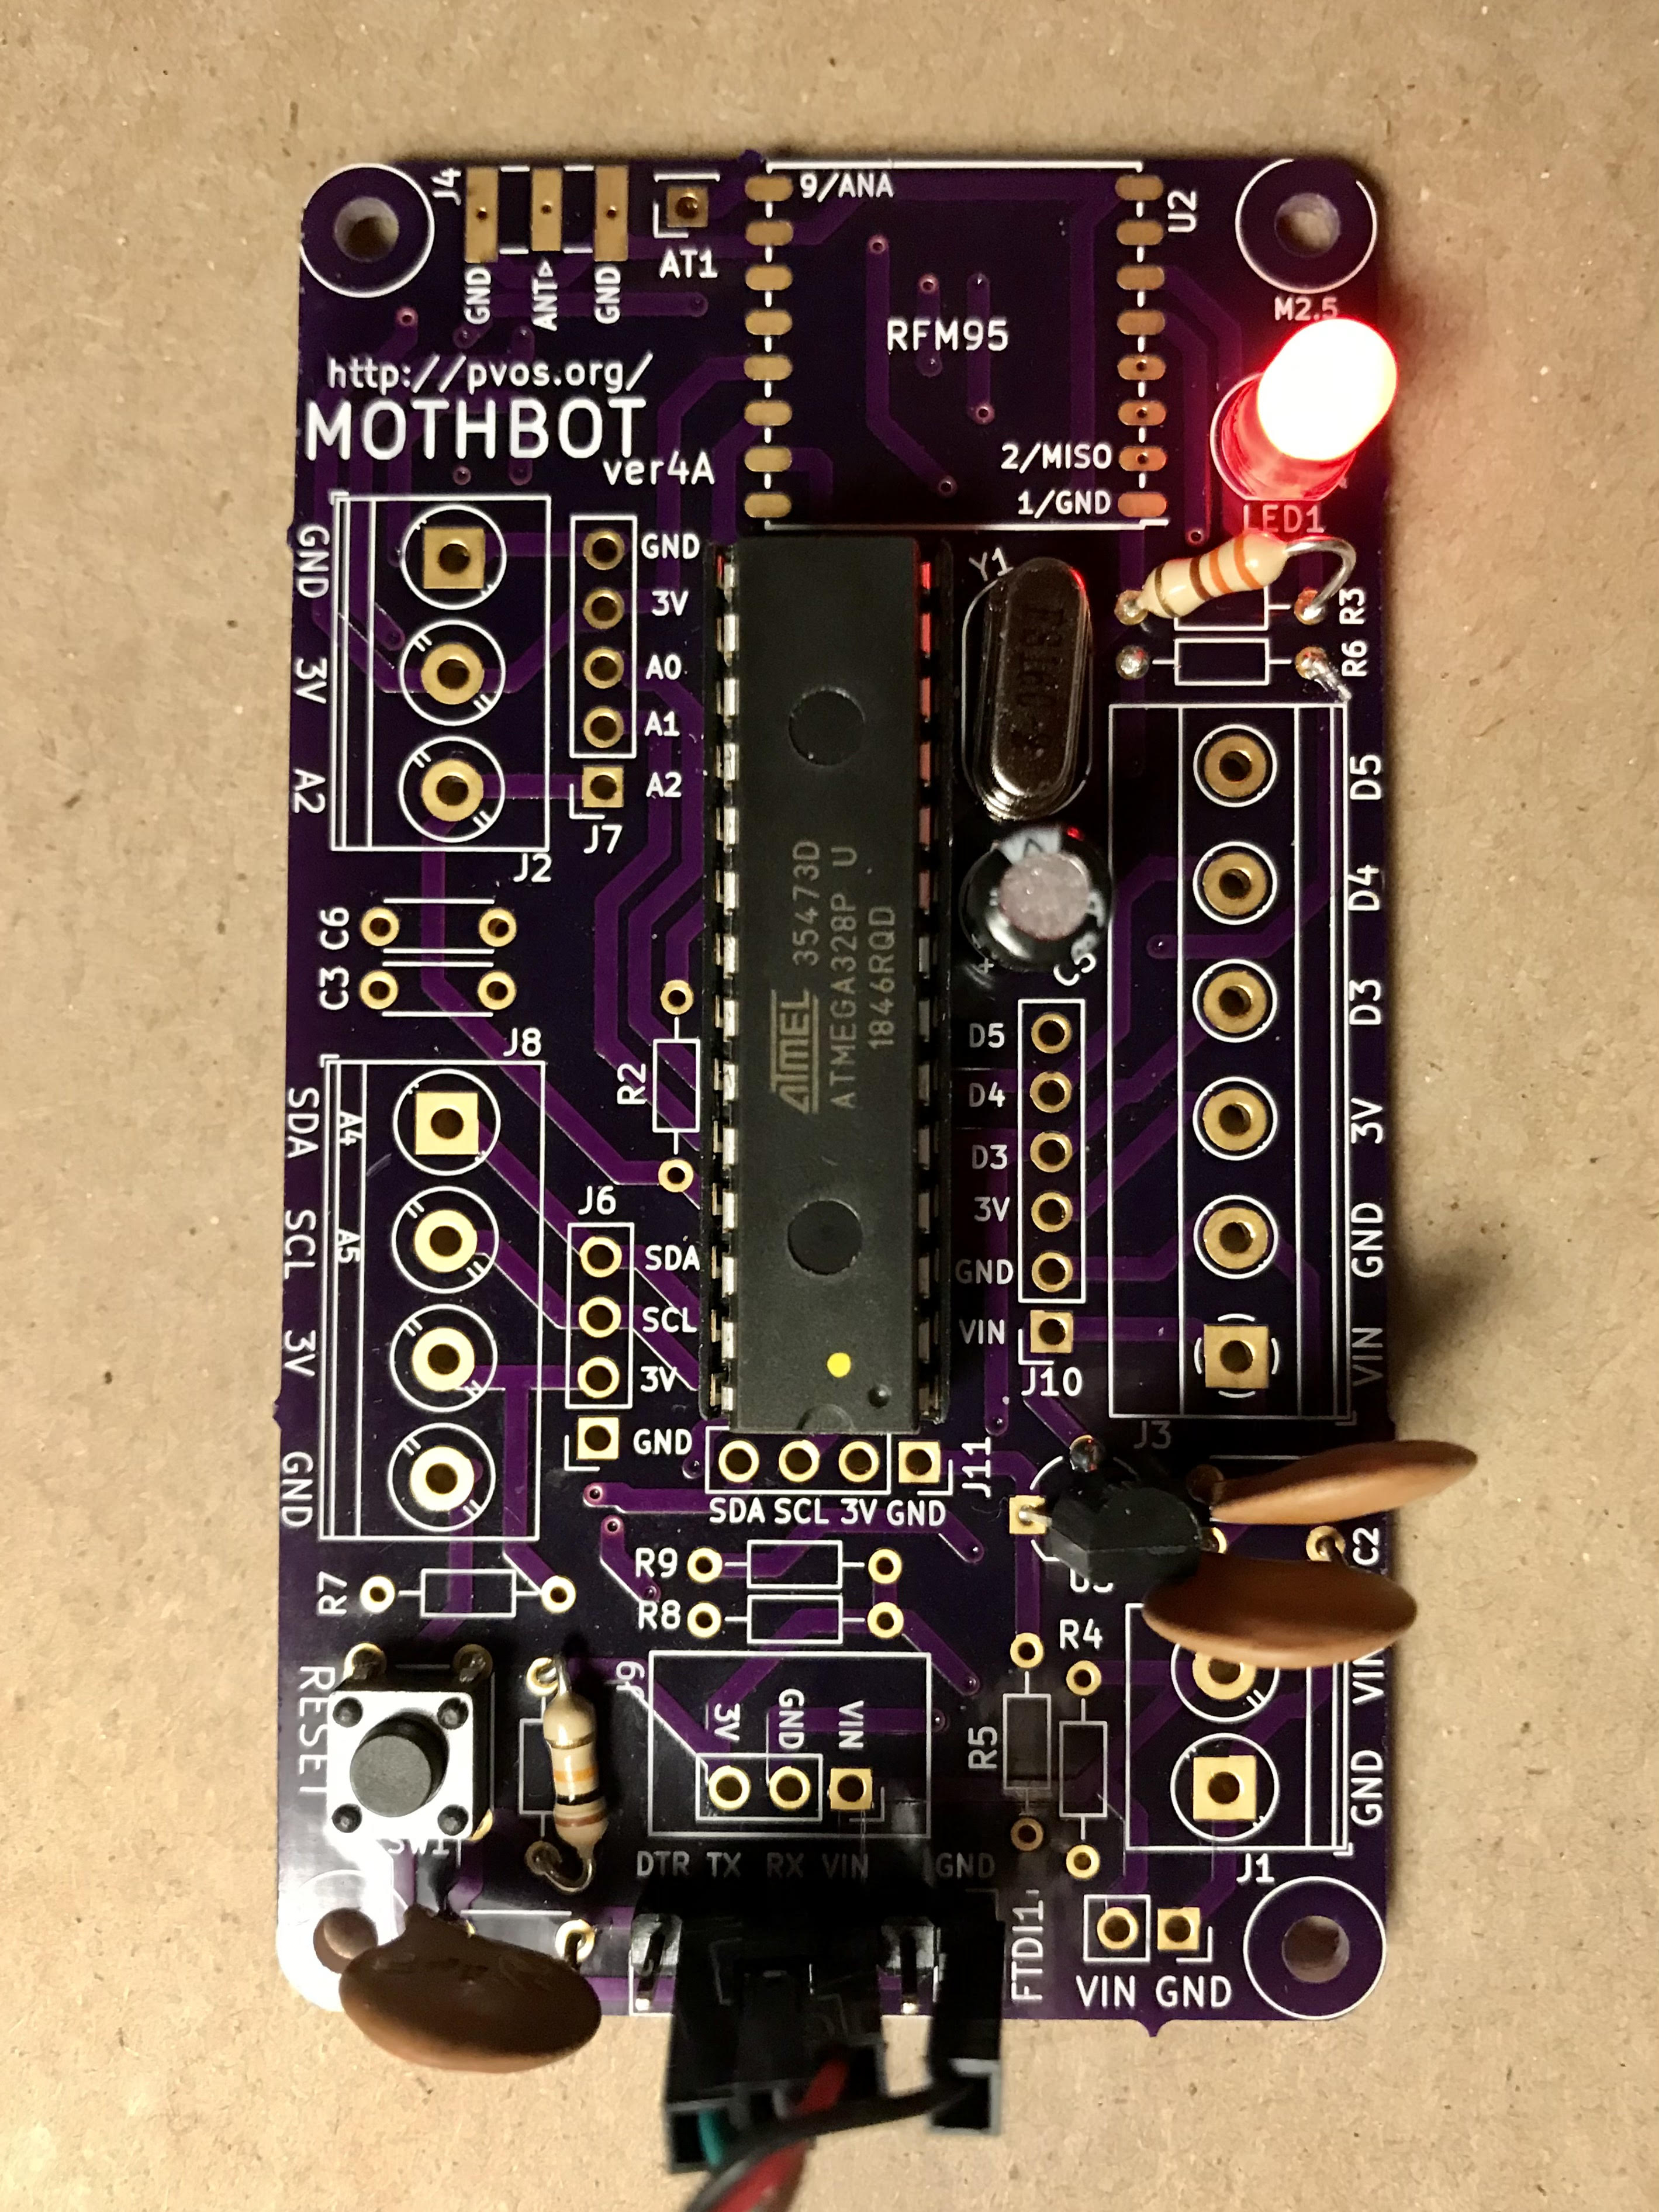 J4
GND
ANT
GND
AT1
9/ANA
U2
RFM95
M2.5
http://pvos.org/
MOTHBOT
ver4A
2/MISO
1/GND
LED1
GND
3V
A2
J2
GND
3V
A0
A1
A2
J7
Y1
R3
R6
D5
D4
D3
3V
GND
VIN
J3
C6
C3
R2
ATMEL 35473D
ATMEGA328P U
1846RQD
D5
D4
D3
3V
GND
VIN
J10
J8
SDA
A4
SCL
A5
3V
GND
J6
SDA
SCL
3V
GND
J11
SDA SCL 3V GND
C2
R9
R8
R7
R4
R5
RESET
SW1
J9
3V
GND
VIN
VIN
GND
J1
DTR TX RX VIN GND
FTDI1
VIN GND